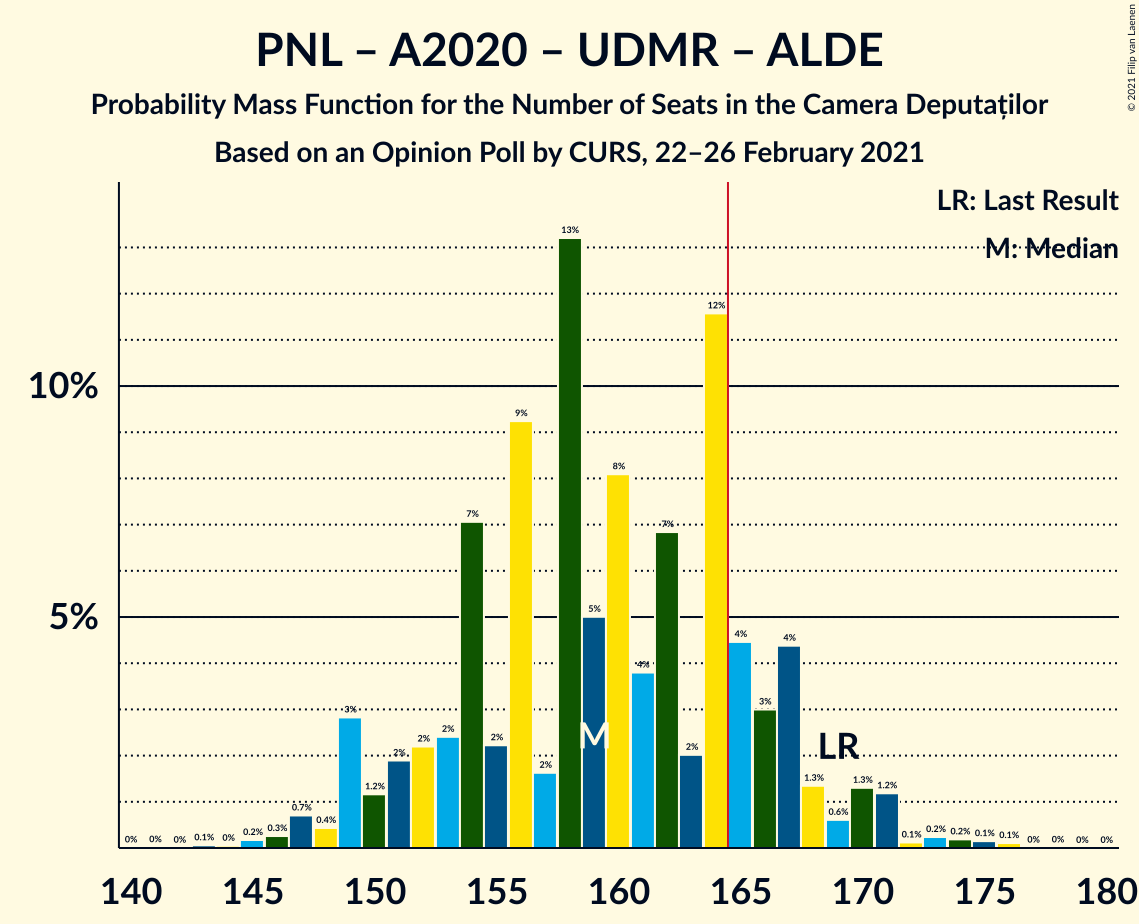 PNL – A2020 – UDMR – ALDE
Probability Mass Function for the Number of Seats in the Camera Deputaților
Based on an Opinion Poll by CURS, 22–26 February 2021
© 2021 Filip van Laenen
LR: Last Result
M: Median
10%
5%
0% 0% 0% 0.1% 0% 0.2% 0.3% 0.7% 0.4% 3% 1.2% 2% 2% 2% 7% 2% 9% 2% 13% 5% 8% 4% 7% 2% 12% 4% 3% 4% 1.3% 0.6% 1.3% 1.2% 0.1% 0.2% 0.2% 0.1% 0.1% 0% 0% 0% 0%
M
LR
140 145 150 155 160 165 170 175 180